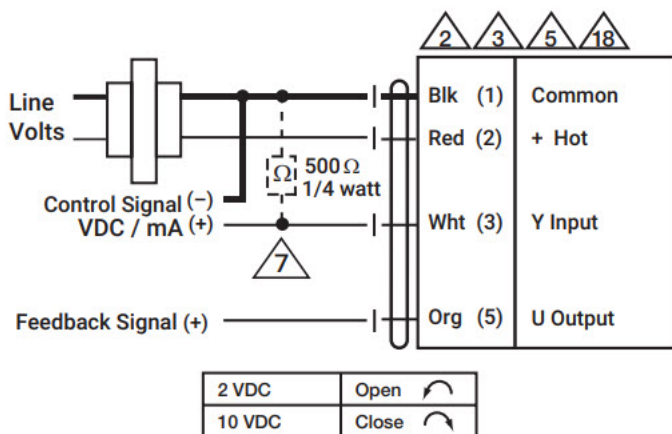 2 3 5 18
Line
Volts
Blk (1) Common
Red (2) + Hot
Ω 500 Ω
1/4 watt
Control Signal (−)
VDC / mA (+)
Wht (3) Y Input
7
Feedback Signal (+)
Org (5) U Output
2 VDC Open
10 VDC Close